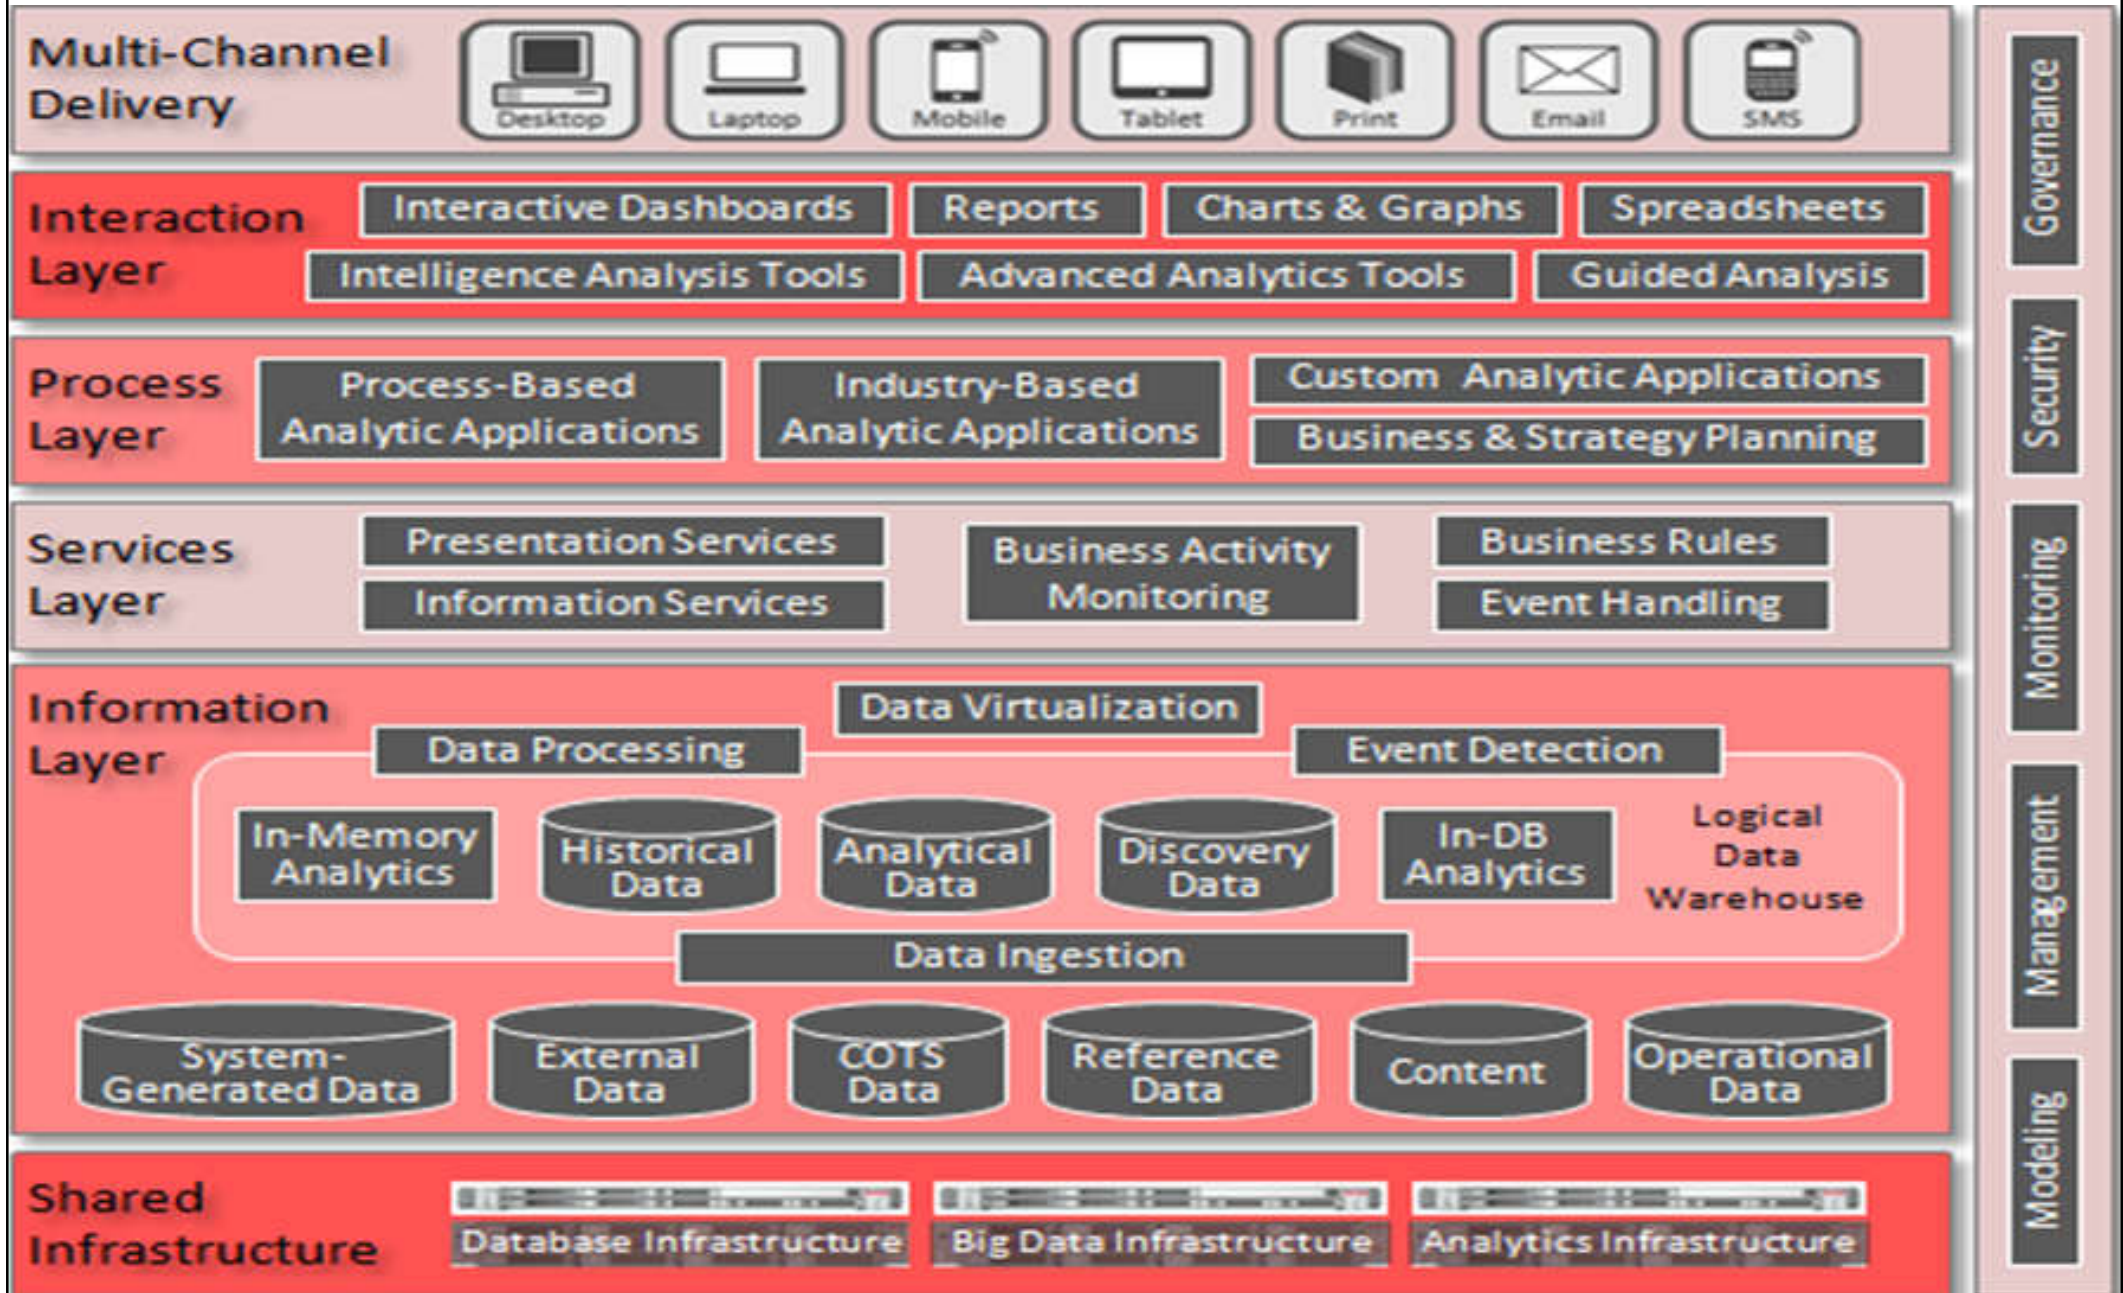 Multi-Channel
Delivery
Desktop
Laptop
Mobile
Tablet
Print
Email
SMS
Interaction
Layer
Interactive Dashboards
Reports
Charts & Graphs
Spreadsheets
Intelligence Analysis Tools
Advanced Analytics Tools
Guided Analysis
Process
Layer
Process-Based
Analytic Applications
Industry-Based
Analytic Applications
Custom Analytic Applications
Business & Strategy Planning
Services
Layer
Presentation Services
Information Services
Business Activity
Monitoring
Business Rules
Event Handling
Information
Layer
Data Virtualization
Data Processing
Event Detection
In-Memory
Analytics
Historical
Data
Analytical
Data
Discovery
Data
In-DB
Analytics
Logical
Data
Warehouse
Data Ingestion
System-
Generated Data
External
Data
COTS
Data
Reference
Data
Content
Operational
Data
Shared
Infrastructure
Database Infrastructure
Big Data Infrastructure
Analytics Infrastructure
Governance
Security
Monitoring
Management
Modeling